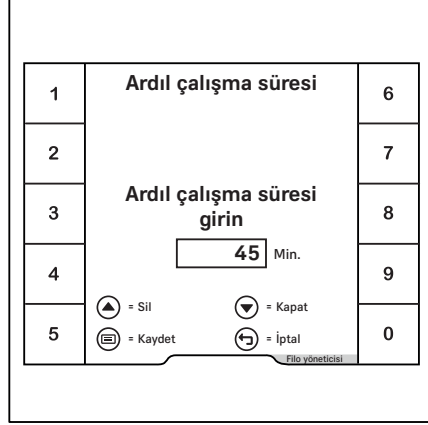 Ardıl çalışma süresi
1
6
2
7
Ardıl çalışma süresi
girin
3
8
45 Min.
4
9
= Sil
= Kapat
5
= Kaydet
= İptal
0
Filo yöneticisi